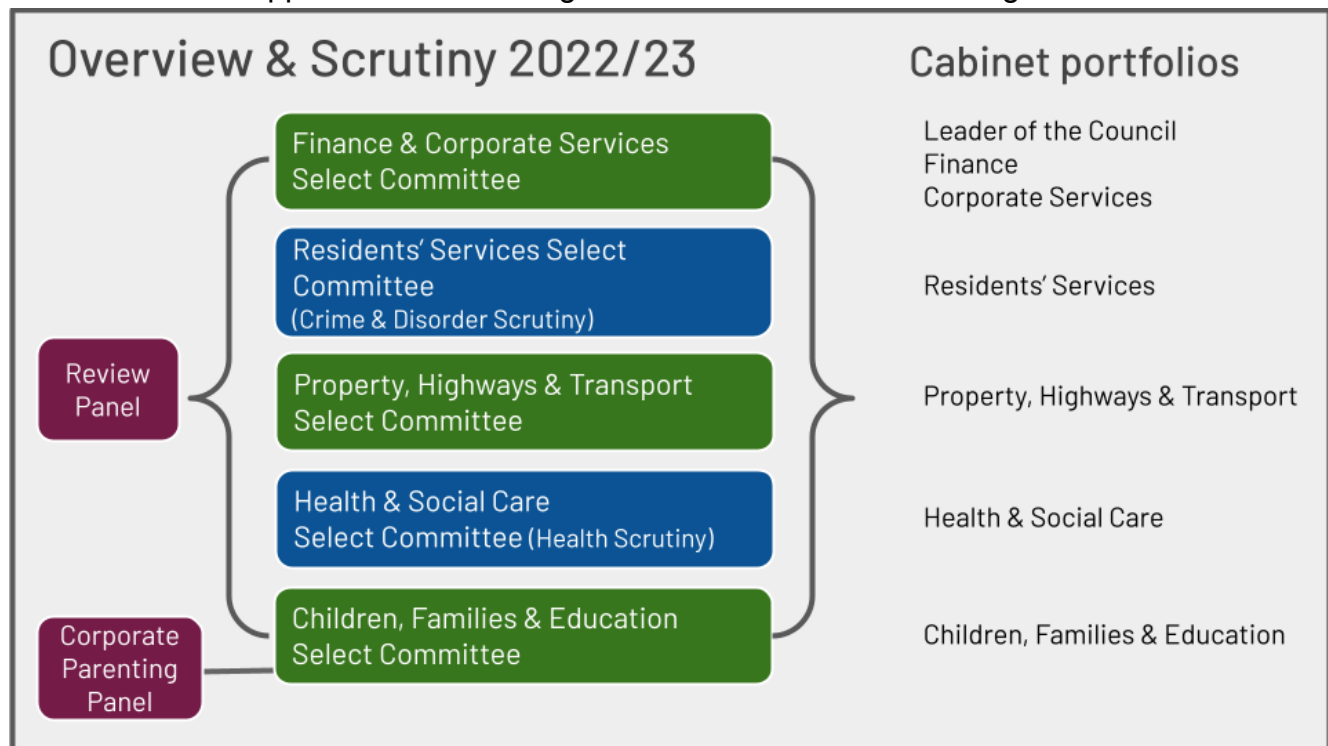 Overview & Scrutiny 2022/23
Cabinet portfolios
Finance & Corporate Services
Select Committee
Leader of the Council
Finance
Corporate Services
Residents' Services Select
Committee
(Crime & Disorder Scrutiny)
Residents' Services
Review
Panel
Property, Highways & Transport
Select Committee
Property, Highways & Transport
Health & Social Care
Select Committee (Health Scrutiny)
Health & Social Care
Corporate
Parenting
Panel
Children, Families & Education
Select Committee
Children, Families & Education